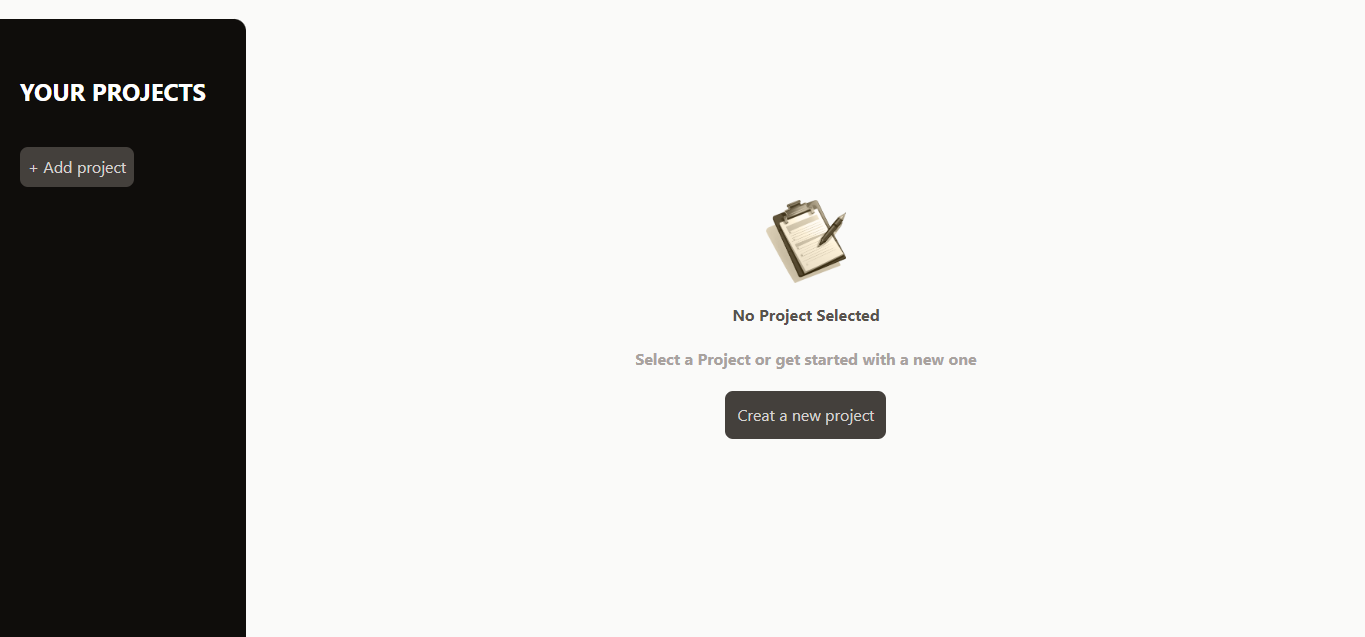 YOUR PROJECTS
+ Add project
No Project Selected
Select a Project or get started with a new one
Creat a new project